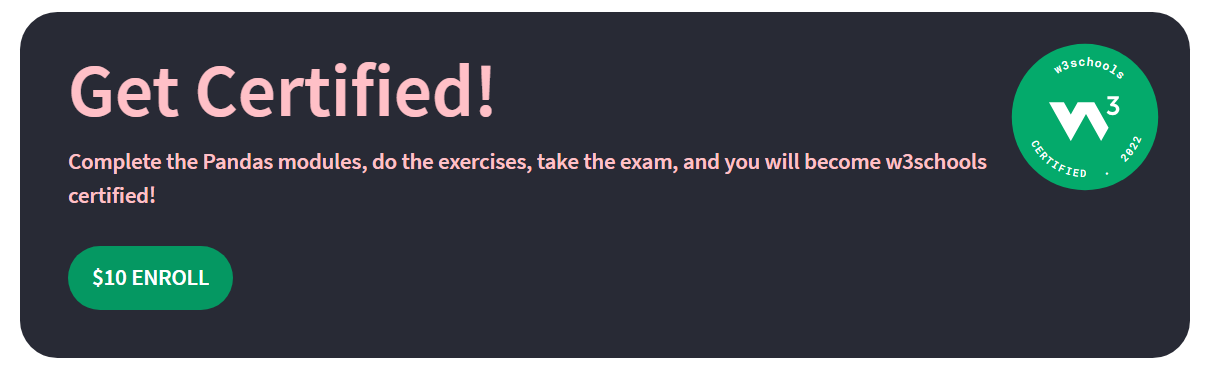 Get Certified!
Complete the Pandas modules, do the exercises, take the exam, and you will become w3schools
certified!
$10 ENROLL
w3schools
W3
CERTIFIED . 2022